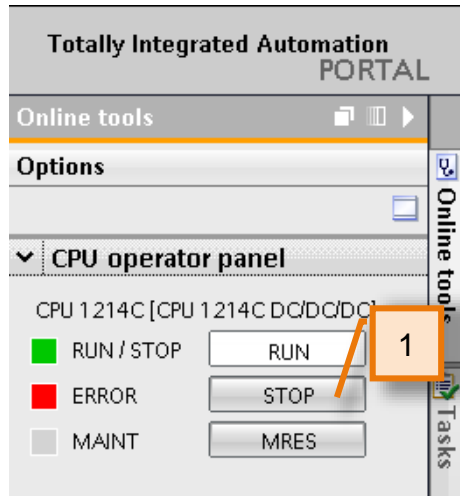 Totally Integrated Automation
PORTAL
Online tools
Options
CPU operator panel
CPU 1214C [CPU 1214C DC/DC/DC]
RUN / STOP RUN
ERROR STOP
MAINT MRES
1
Online tools
Tasks